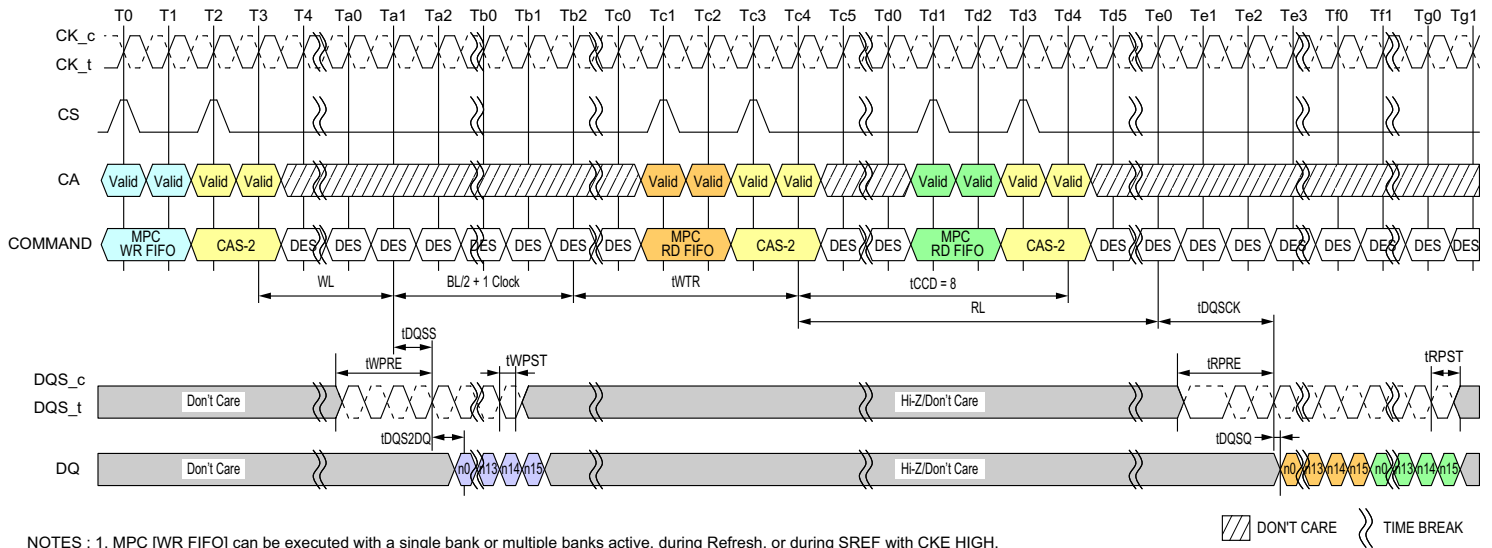 T0 T1 T2 T3 T4 Ta0 Ta1 Ta2 Tb0 Tb1 Tb2 Tc0 Tc1 Tc2 Tc3 Tc4 Tc5 Td0 Td1 Td2 Td3 Td4 Td5 Te0 Te1 Te2 Te3 Tf0 Tf1 Tg0 Tg1
CK_c
CK_t
CS
CA Valid Valid Valid Valid Valid Valid Valid Valid Valid Valid Valid Valid
COMMAND MPC WR FIFO CAS-2 DES DES DES DES DES DES DES DES MPC RD FIFO CAS-2 DES DES MPC RD FIFO CAS-2 DES DES DES DES DES DES DES DES DES
WL BL/2 + 1 Clock tWTR tCCD = 8
RL tDQSCK
tDQSS
tWPRE tWPST tRPRE tRPST
DQS_c
DQS_t Don't Care Hi-Z/Don't Care
tDQS2DQ tDQSQ
DQ Don't Care n0 n13 n14 n15 Hi-Z/Don't Care n0 n13 n14 n15 n0 n13 n14 n15
DON'T CARE TIME BREAK
NOTES : 1. MPC [WR FIFO] can be executed with a single bank or multiple banks active, during Refresh, or during SREF with CKE HIGH.